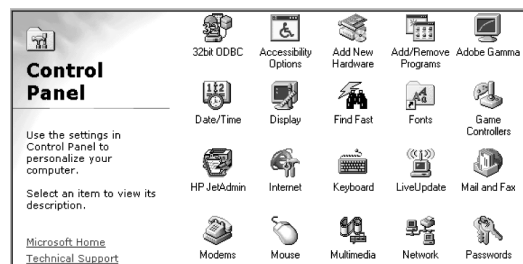 Control
Panel
Use the settings in
Control Panel to
personalize your
computer.
Select an item to view its
description.
Microsoft Home
Technical Support
32bit ODBC
Accessibility
Options
Add New
Hardware
Add/Remove
Programs
Adobe Gamma
Date/Time
Display
Find Fast
Fonts
Game
Controllers
HP JetAdmin
Internet
Keyboard
LiveUpdate
Mail and Fax
Modems
Mouse
Multimedia
Network
Passwords